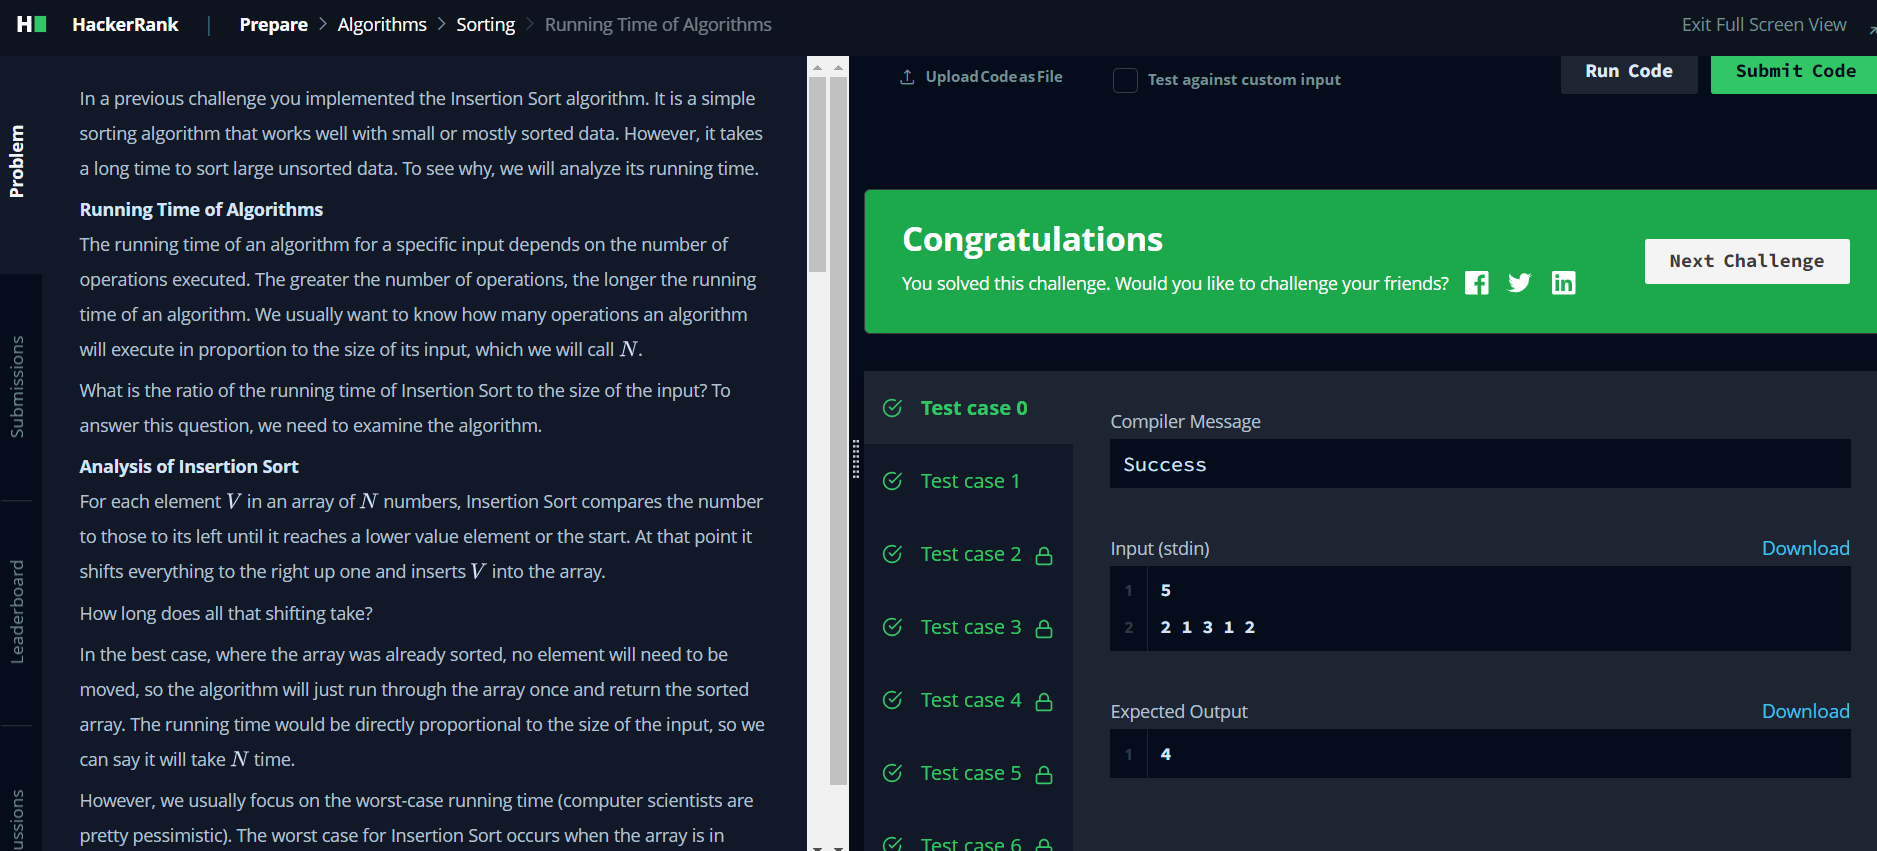 H HackerRank | Prepare > Algorithms > Sorting > Running Time of Algorithms Exit Full Screen View
Problem
Submissions
Leaderboard
ussions
In a previous challenge you implemented the Insertion Sort algorithm. It is a simple
sorting algorithm that works well with small or mostly sorted data. However, it takes
a long time to sort large unsorted data. To see why, we will analyze its running time.
Running Time of Algorithms
The running time of an algorithm for a specific input depends on the number of
operations executed. The greater the number of operations, the longer the running
time of an algorithm. We usually want to know how many operations an algorithm
will execute in proportion to the size of its input, which we will call N.
What is the ratio of the running time of Insertion Sort to the size of the input? To
answer this question, we need to examine the algorithm.
Analysis of Insertion Sort
For each element V in an array of N numbers, Insertion Sort compares the number
to those to its left until it reaches a lower value element or the start. At that point it
shifts everything to the right up one and inserts V into the array.
How long does all that shifting take?
In the best case, where the array was already sorted, no element will need to be
moved, so the algorithm will just run through the array once and return the sorted
array. The running time would be directly proportional to the size of the input, so we
can say it will take N time.
However, we usually focus on the worst-case running time (computer scientists are
pretty pessimistic). The worst case for Insertion Sort occurs when the array is in
Upload Code as File Test against custom input Run Code Submit Code
Congratulations
You solved this challenge. Would you like to challenge your friends?
Next Challenge
Test case 0
Test case 1
Test case 2
Test case 3
Test case 4
Test case 5
Test case 6
Compiler Message
Success
Input (stdin) Download
1 5
2 2 1 3 1 2
Expected Output Download
1 4